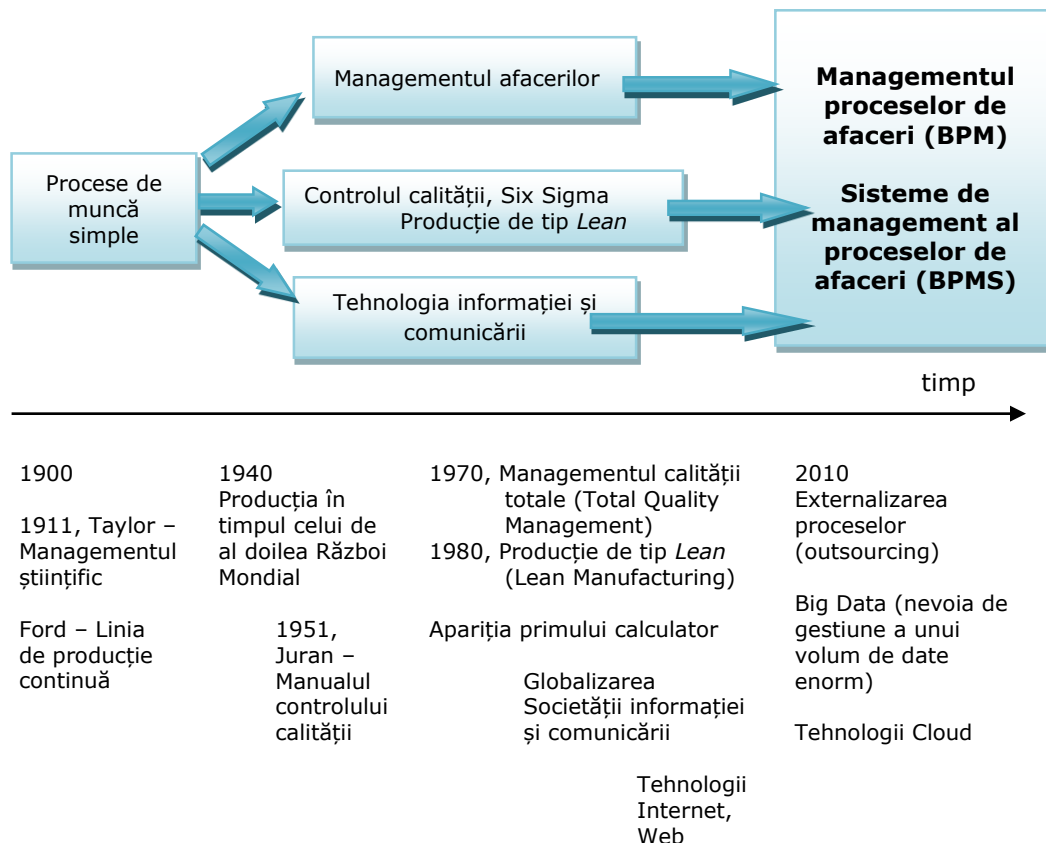 Managementul afacerilor
Procese de
muncă
simple
Controlul calității, Six Sigma
Producție de tip Lean
Tehnologia informației și
comunicării
Managementul
proceselor de
afaceri (BPM)
Sisteme de
management al
proceselor de
afaceri (BPMS)
timp
1900
1911, Taylor –
Managementul
științific
Ford – Linia
de producție
continuă
1940
Producția în
timpul celui de
al doilea Război
Mondial
1951,
Juran –
Manualul
controlului
calității
1970, Managementul calității
totale (Total Quality
Management)
1980, Producție de tip Lean
(Lean Manufacturing)
Apariția primului calculator
Globalizarea
Societății informației
și comunicării
Tehnologii
Internet,
Web
2010
Externalizarea
proceselor
(outsourcing)
Big Data (nevoia de
gestiune a unui
volum de date
enorm)
Tehnologii Cloud